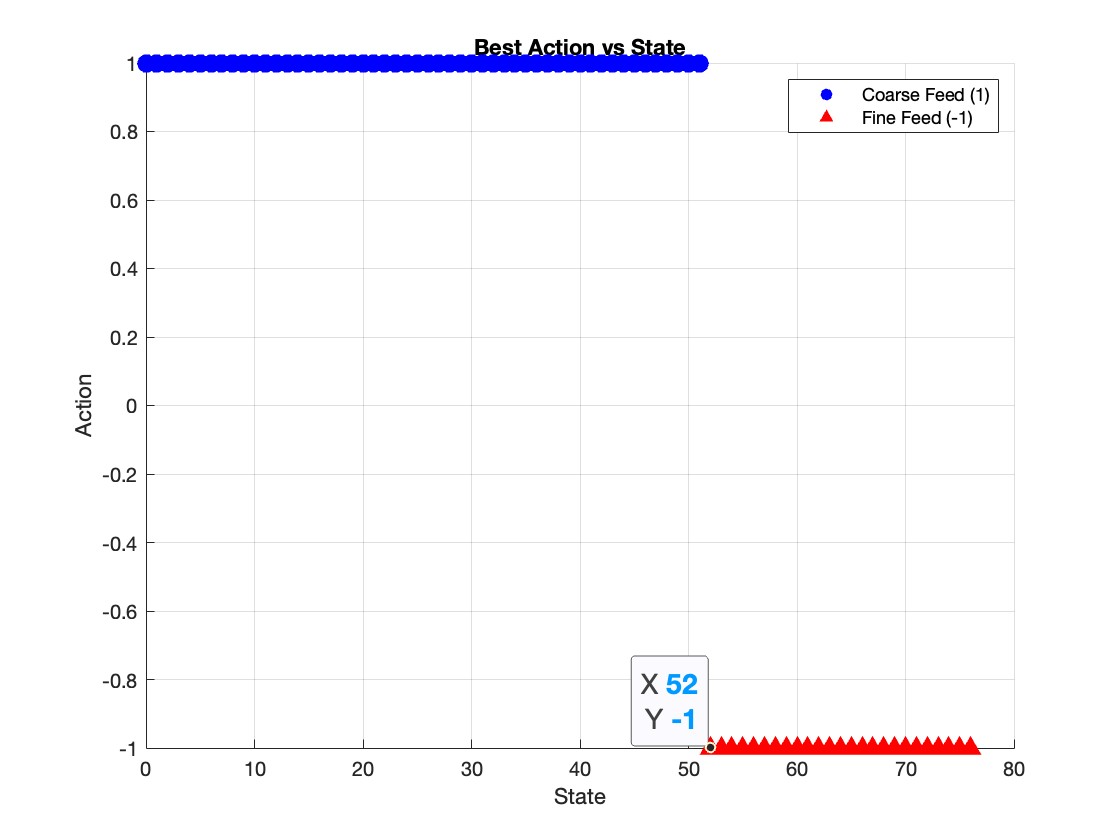 Best Action vs State
Coarse Feed (1)
Fine Feed (-1)
1
0.8
0.6
0.4
0.2
0
-0.2
-0.4
-0.6
-0.8
-1
Action
X 52
Y -1
0 10 20 30 40 50 60 70 80
State